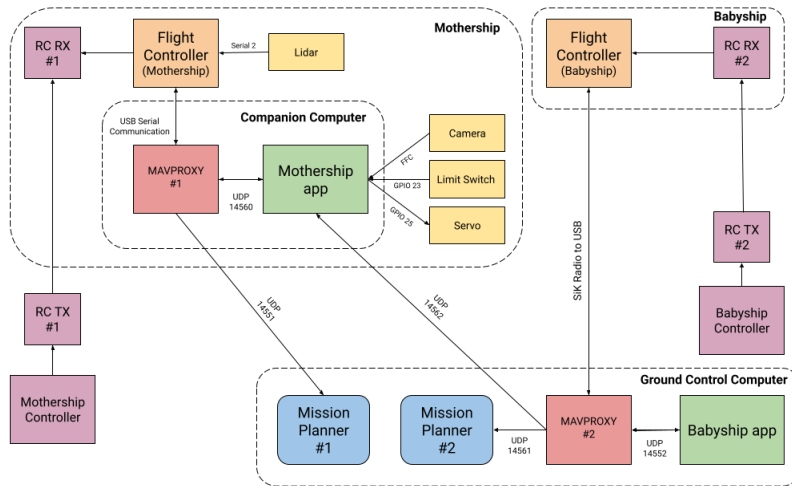 Mothership
Babyship
RC RX
#1
Flight
Controller
(Mothership)
Serial 2
Lidar
Flight
Controller
(Babyship)
RC RX
#2
USB Serial
Communication
Companion Computer
MAVPROXY
#1
UDP
14560
Mothership
app
FFC
Camera
GPIO 23
Limit Switch
GPIO 25
Servo
RC TX
#2
RC TX
#1
UDP
14551
UDP
14562
SiK Radio to USB
Babyship
Controller
Mothership
Controller
Ground Control Computer
Mission
Planner
#1
Mission
Planner
#2
UDP
14561
MAVPROXY
#2
UDP
14552
Babyship app